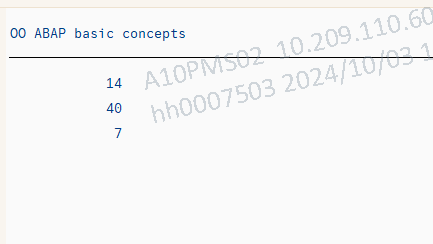 OO ABAP basic concepts
14
40
7
A10PMS02 10.209.110.60
hh0007503 2024/10/03 1